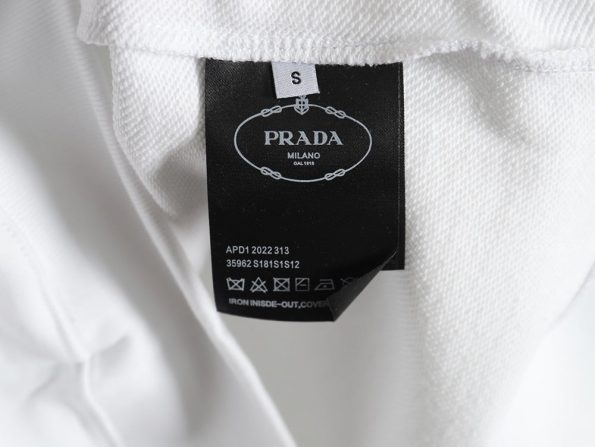 S
PRADA
MILANO
DAL 1913
APD1 2022 313
35962 S181S1S12
IRON INISDE-OUT,COVER